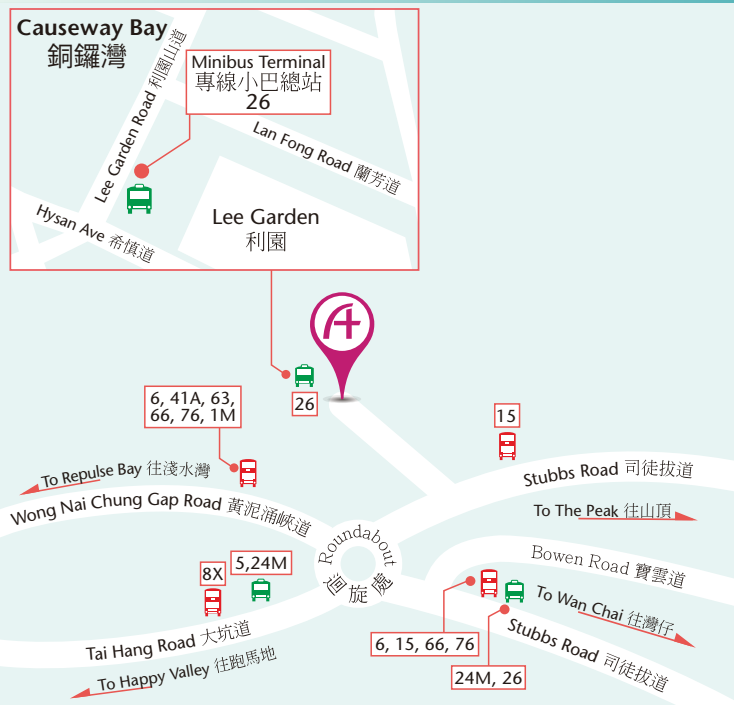 Causeway Bay
銅鑼灣
Minibus Terminal
專線小巴總站
26
Lee Garden Road 利園山道
Lan Fong Road 蘭芳道
Hysan Ave 希慎道
Lee Garden
利園
26
6, 41A, 63,
66, 76, 1M
15
To Repulse Bay 往淺水灣
Wong Nai Chung Gap Road 黃泥涌峽道
Stubbs Road 司徒拔道
To The Peak 往山頂
Roundabout
迴旋處
Bowen Road 寶雲道
8X
5,24M
To Wan Chai 往灣仔
6, 15, 66, 76
24M, 26
Stubbs Road 司徒拔道
Tai Hang Road 大坑道
To Happy Valley 往跑馬地